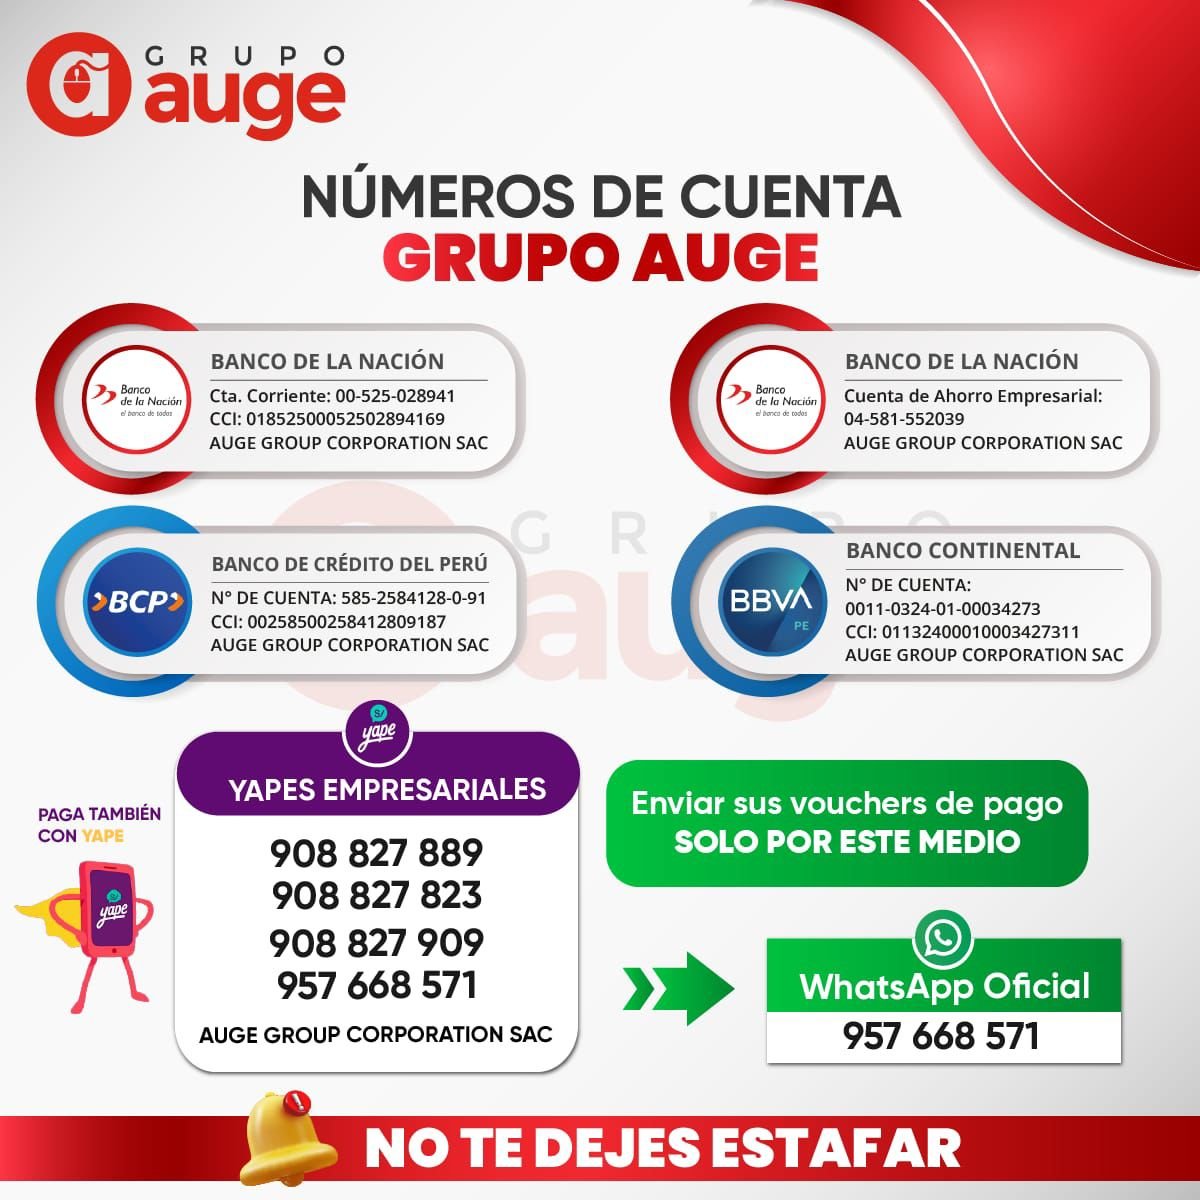 GRUPO
auge
NÚMEROS DE CUENTA
GRUPO AUGE
Banco
de la Nación
el banco de todos
BANCO DE LA NACIÓN
Cta. Corriente: 00-525-028941
CCI: 01852500052502894169
AUGE GROUP CORPORATION SAC
Banco
de la Nación
el banco de todos
BANCO DE LA NACIÓN
Cuenta de Ahorro Empresarial:
04-581-552039
AUGE GROUP CORPORATION SAC
BCP
BANCO DE CRÉDITO DEL PERÚ
N° DE CUENTA: 585-2584128-0-91
CCI: 00258500258412809187
AUGE GROUP CORPORATION SAC
BBVA
PE
BANCO CONTINENTAL
N° DE CUENTA:
0011-0324-01-00034273
CCI: 01132400010003427311
AUGE GROUP CORPORATION SAC
GRUPO
auge
S/
yape
YAPES EMPRESARIALES
PAGA TAMBIÉN
CON YAPE
S/
yape
908 827 889
908 827 823
908 827 909
957 668 571
AUGE GROUP CORPORATION SAC
Enviar sus vouchers de pago
SOLO POR ESTE MEDIO
WhatsApp Oficial
957 668 571
!
NO TE DEJES ESTAFAR